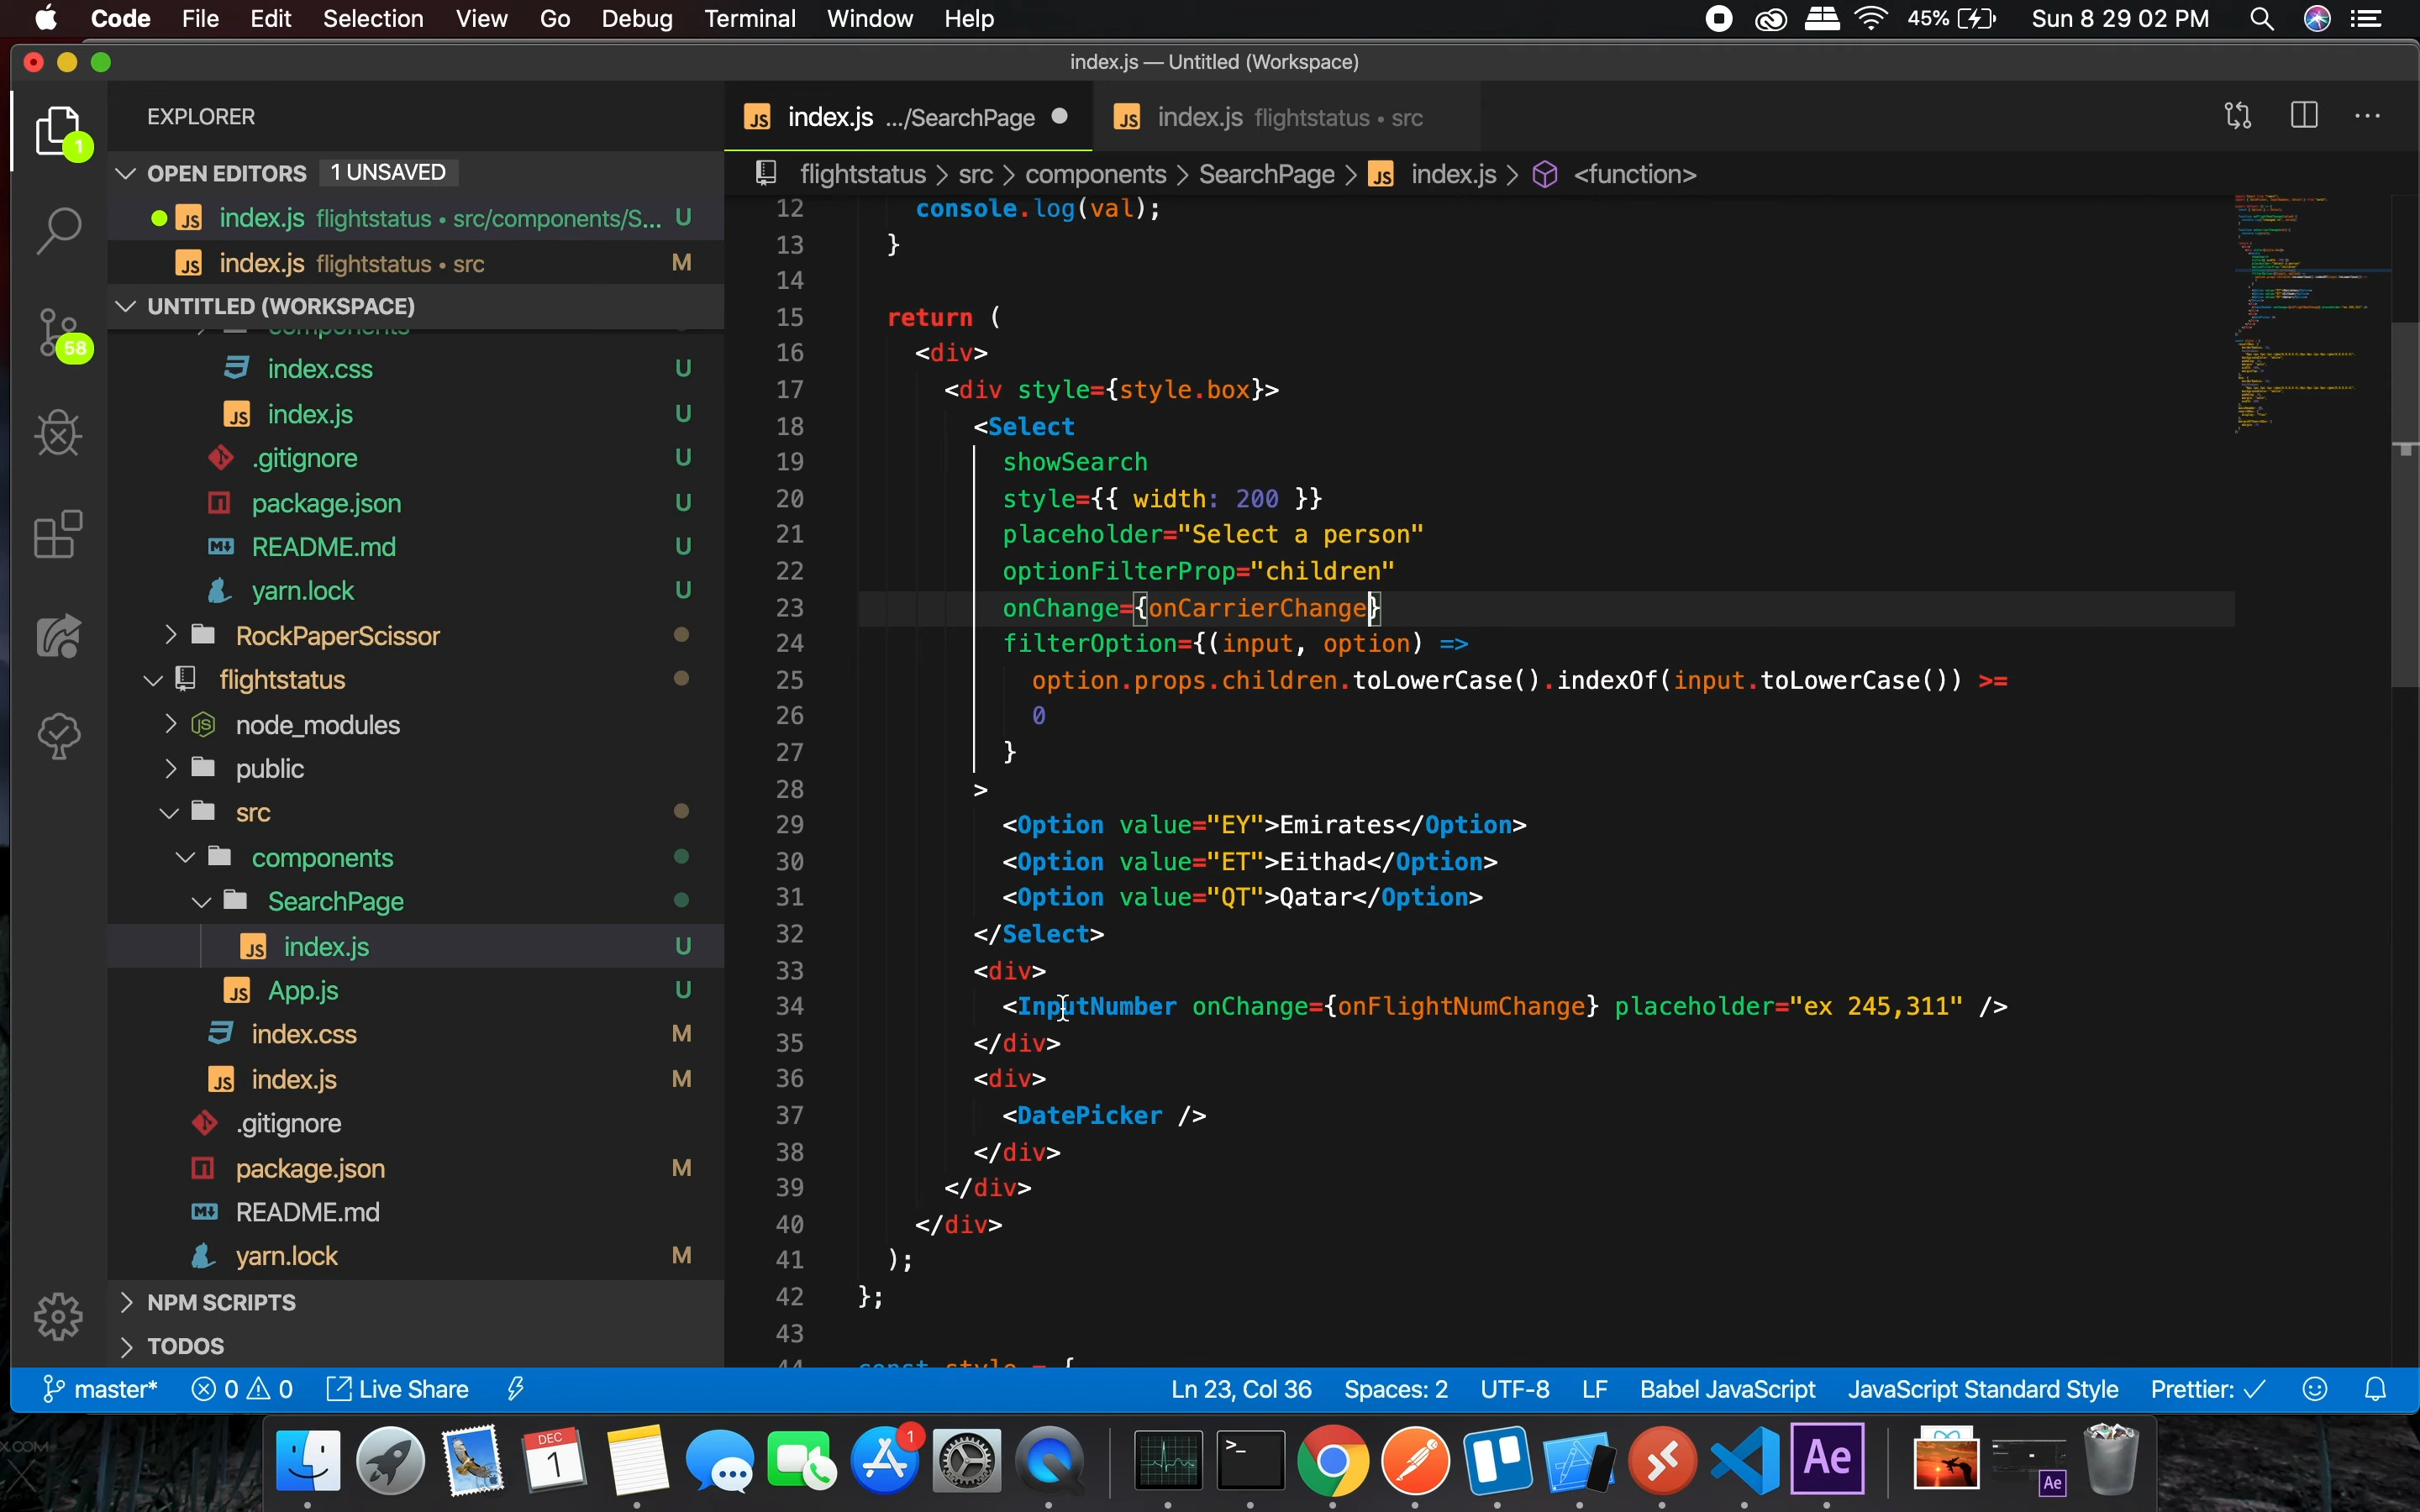 Code File Edit Selection View Go Debug Terminal Window Help 45% Sun 8 29 02 PM
index.js — Untitled (Workspace)
EXPLORER
OPEN EDITORS 1 UNSAVED
index.js flightstatus • src/components/S... U
index.js flightstatus • src M
UNTITLED (WORKSPACE)
components
index.css U
index.js U
.gitignore U
package.json U
README.md U
yarn.lock U
RockPaperScissor
flightstatus
node_modules
public
src
components
SearchPage
index.js U
App.js U
index.css M
index.js M
.gitignore
package.json M
README.md
yarn.lock M
NPM SCRIPTS
TODOS
1
58
index.js .../SearchPage
index.js flightstatus • src
flightstatus > src > components > SearchPage > index.js > <function>
12 console.log(val);
13 }
14
15 return (
16 <div>
17 <div style={style.box}>
18 <Select
19 showSearch
20 style={{ width: 200 }}
21 placeholder="Select a person"
22 optionFilterProp="children"
23 onChange={onCarrierChange}
24 filterOption={(input, option) =>
25 option.props.children.toLowerCase().indexOf(input.toLowerCase()) >=
26 0
27 }
28 >
29 <Option value="EY">Emirates</Option>
30 <Option value="ET">Eithad</Option>
31 <Option value="QT">Qatar</Option>
32 </Select>
33 <div>
34 <InputNumber onChange={onFlightNumChange} placeholder="ex 245,311" />
35 </div>
36 <div>
37 <DatePicker />
38 </div>
39 </div>
40 </div>
41 );
42 };
43
44 const style = {
master* 0 0 Live Share Ln 23, Col 36 Spaces: 2 UTF-8 LF Babel JavaScript JavaScript Standard Style Prettier: ✓
DEC
1
1
>_
Ae
Ae